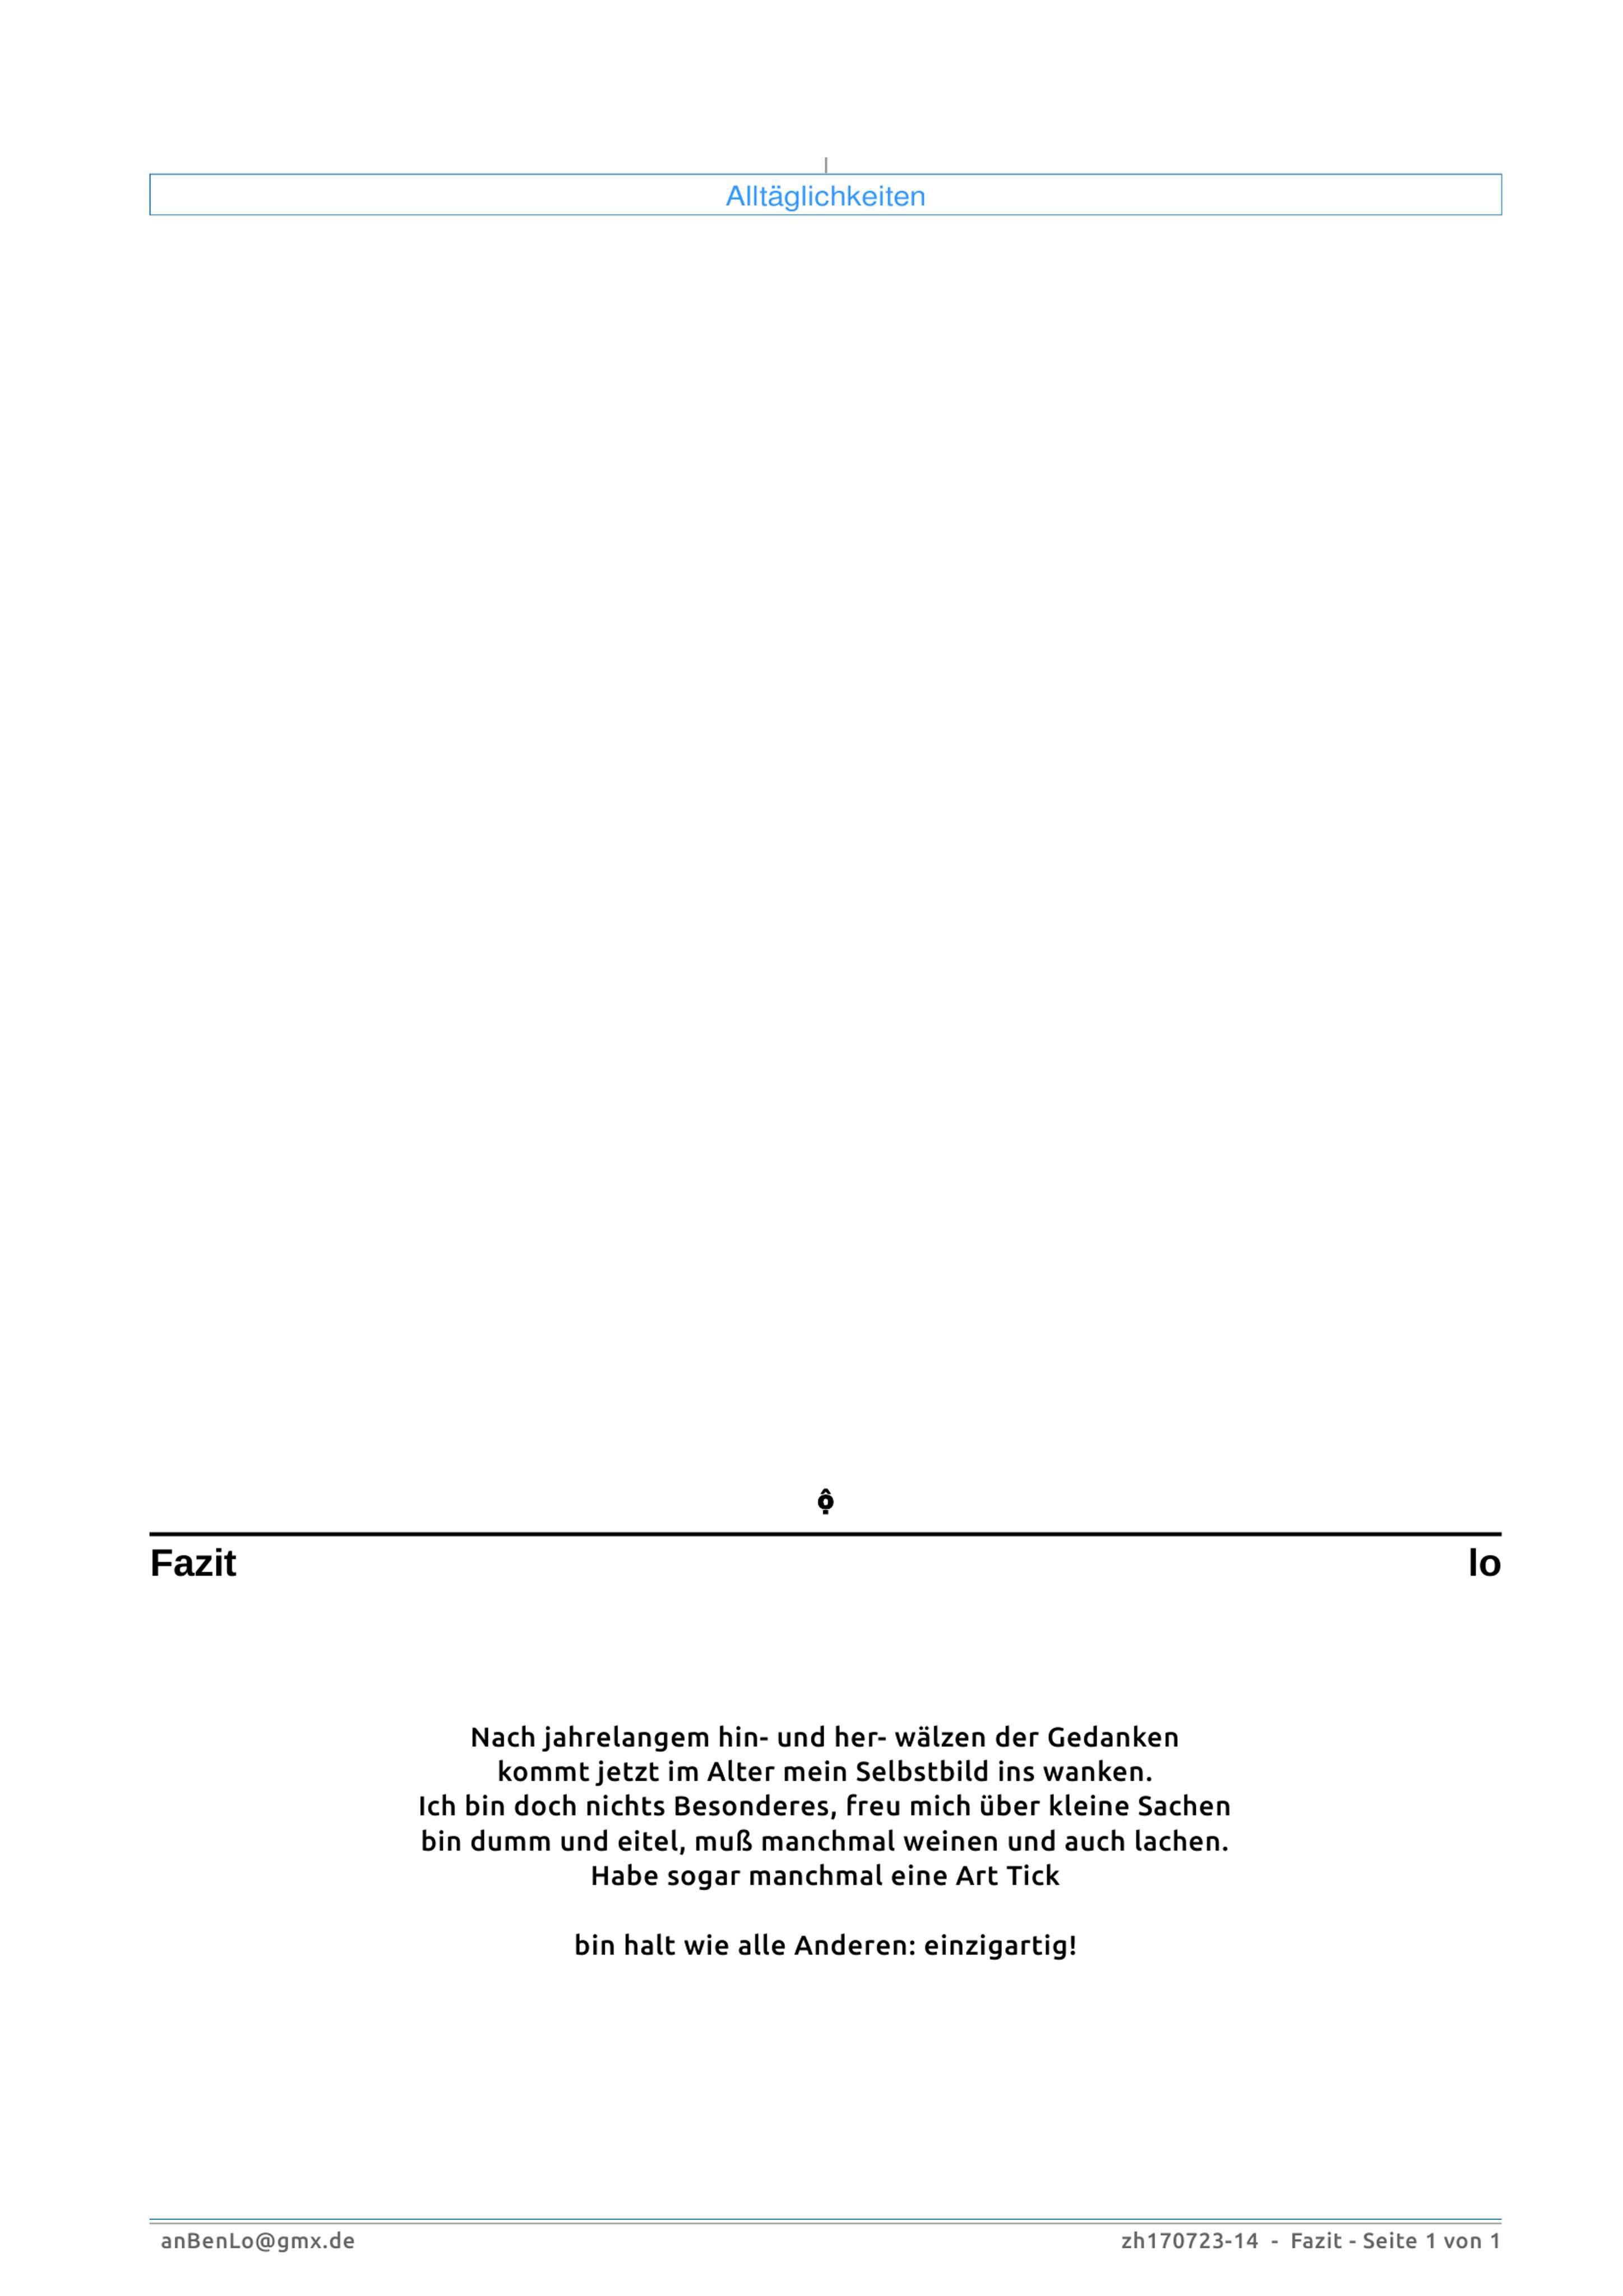 Alltäglichkeiten
ộ
Fazit lo
Nach jahrelangem hin- und her- wälzen der Gedanken
kommt jetzt im Alter mein Selbstbild ins wanken.
Ich bin doch nichts Besonderes, freu mich über kleine Sachen
bin dumm und eitel, muß manchmal weinen und auch lachen.
Habe sogar manchmal eine Art Tick
bin halt wie alle Anderen: einzigartig!
anBenLo@gmx.de zh170723-14 - Fazit - Seite 1 von 1